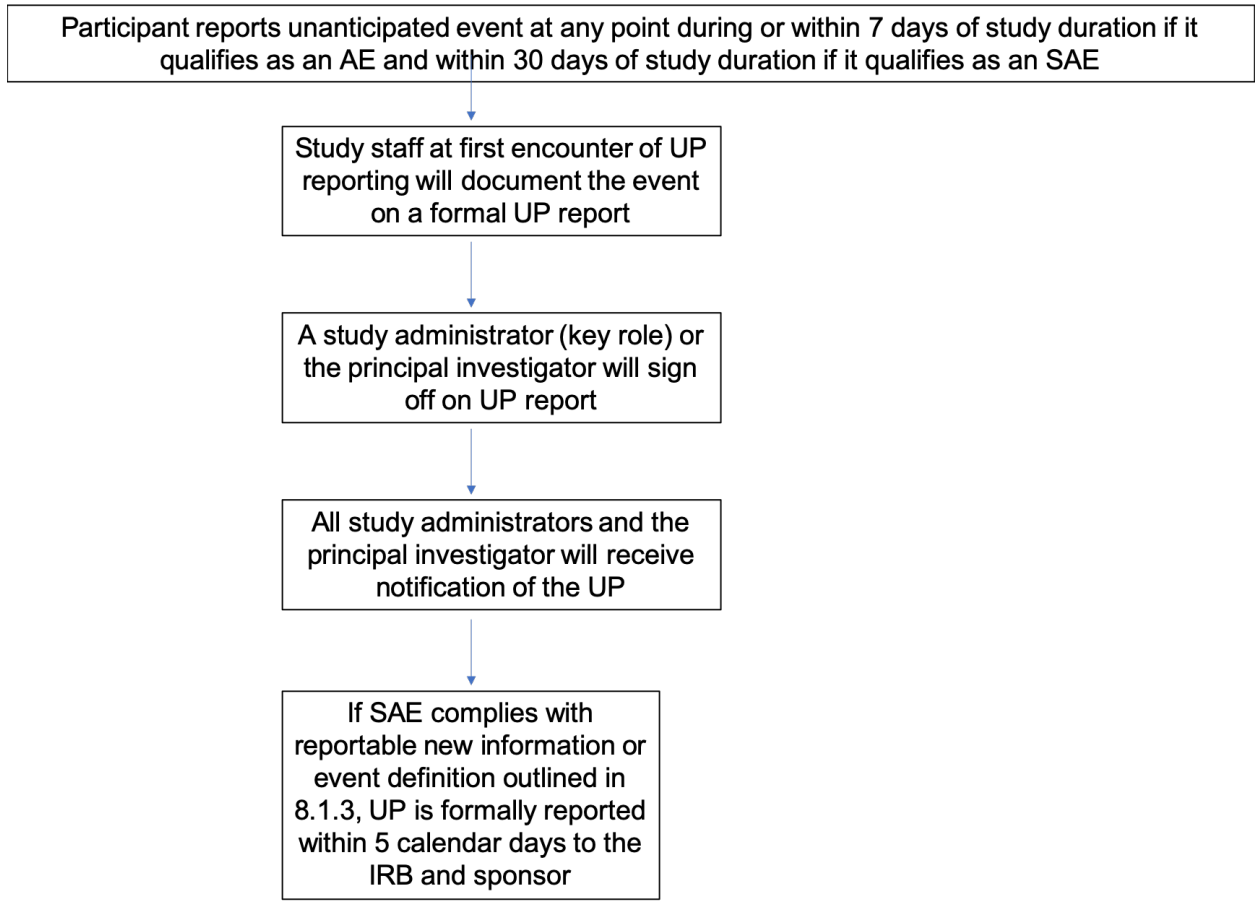 Participant reports unanticipated event at any point during or within 7 days of study duration if it
qualifies as an AE and within 30 days of study duration if it qualifies as an SAE
Study staff at first encounter of UP
reporting will document the event
on a formal UP report
A study administrator (key role) or
the principal investigator will sign
off on UP report
All study administrators and the
principal investigator will receive
notification of the UP
If SAE complies with
reportable new information or
event definition outlined in
8.1.3, UP is formally reported
within 5 calendar days to the
IRB and sponsor